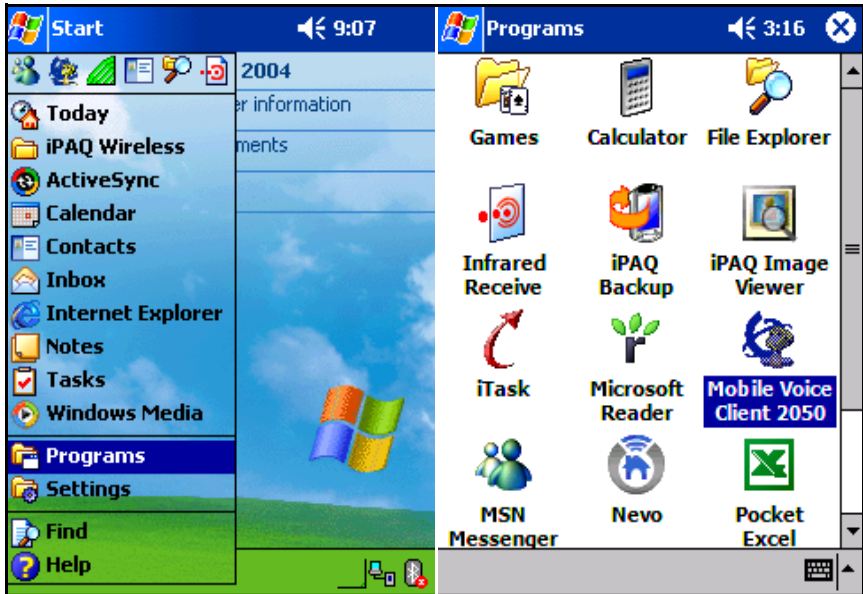 Start
9:07
2004
er information
ments
Today
iPAQ Wireless
ActiveSync
Calendar
Contacts
Inbox
Internet Explorer
Notes
Tasks
Windows Media
Programs
Settings
Find
Help
Programs
3:16
Games
Calculator
File Explorer
Infrared
Receive
iPAQ
Backup
iPAQ Image
Viewer
iTask
Microsoft
Reader
Mobile Voice
Client 2050
MSN
Messenger
Nevo
Pocket
Excel